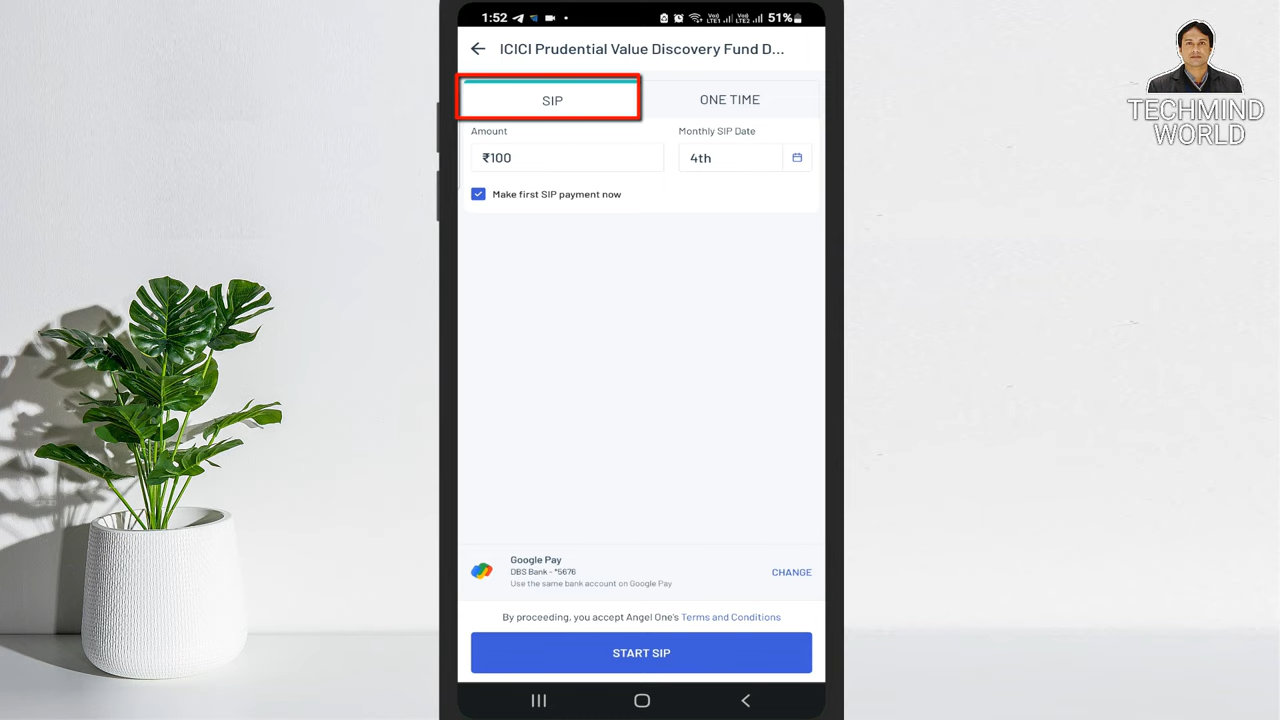 1:52
51%
ICICI Prudential Value Discovery Fund D...
SIP
ONE TIME
Amount
Monthly SIP Date
₹100
4th
Make first SIP payment now
Google Pay
DBS Bank - *5676
Use the same bank account on Google Pay
CHANGE
By proceeding, you accept Angel One's Terms and Conditions
START SIP
TECHMIND
WORLD